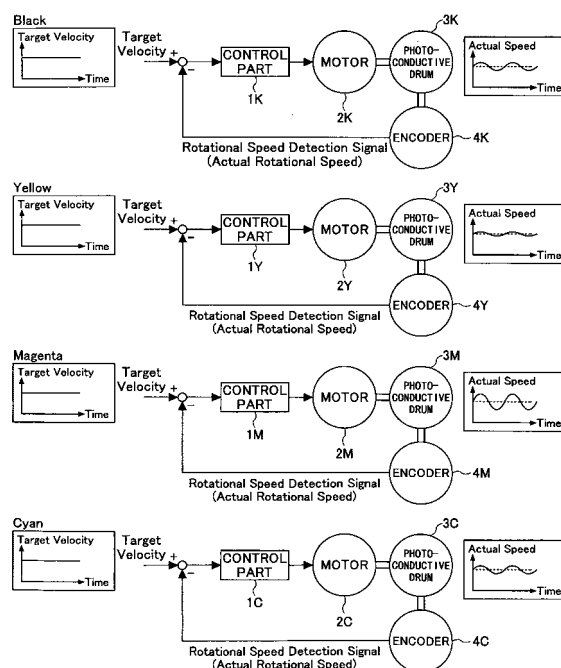 Black
Target Velocity
Time
Target
Velocity
+
−
CONTROL
PART
1K
MOTOR
2K
3K
PHOTO-
CONDUCTIVE
DRUM
Actual Speed
Time
ENCODER
4K
Rotational Speed Detection Signal
(Actual Rotational Speed)
Yellow
Target Velocity
Time
Target
Velocity
+
−
CONTROL
PART
1Y
MOTOR
2Y
3Y
PHOTO-
CONDUCTIVE
DRUM
Actual Speed
Time
ENCODER
4Y
Rotational Speed Detection Signal
(Actual Rotational Speed)
Magenta
Target Velocity
Time
Target
Velocity
+
−
CONTROL
PART
1M
MOTOR
2M
3M
PHOTO-
CONDUCTIVE
DRUM
Actual Speed
Time
ENCODER
4M
Rotational Speed Detection Signal
(Actual Rotational Speed)
Cyan
Target Velocity
Time
Target
Velocity
+
−
CONTROL
PART
1C
MOTOR
2C
3C
PHOTO-
CONDUCTIVE
DRUM
Actual Speed
Time
ENCODER
4C
Rotational Speed Detection Signal
(Actual Rotational Speed)